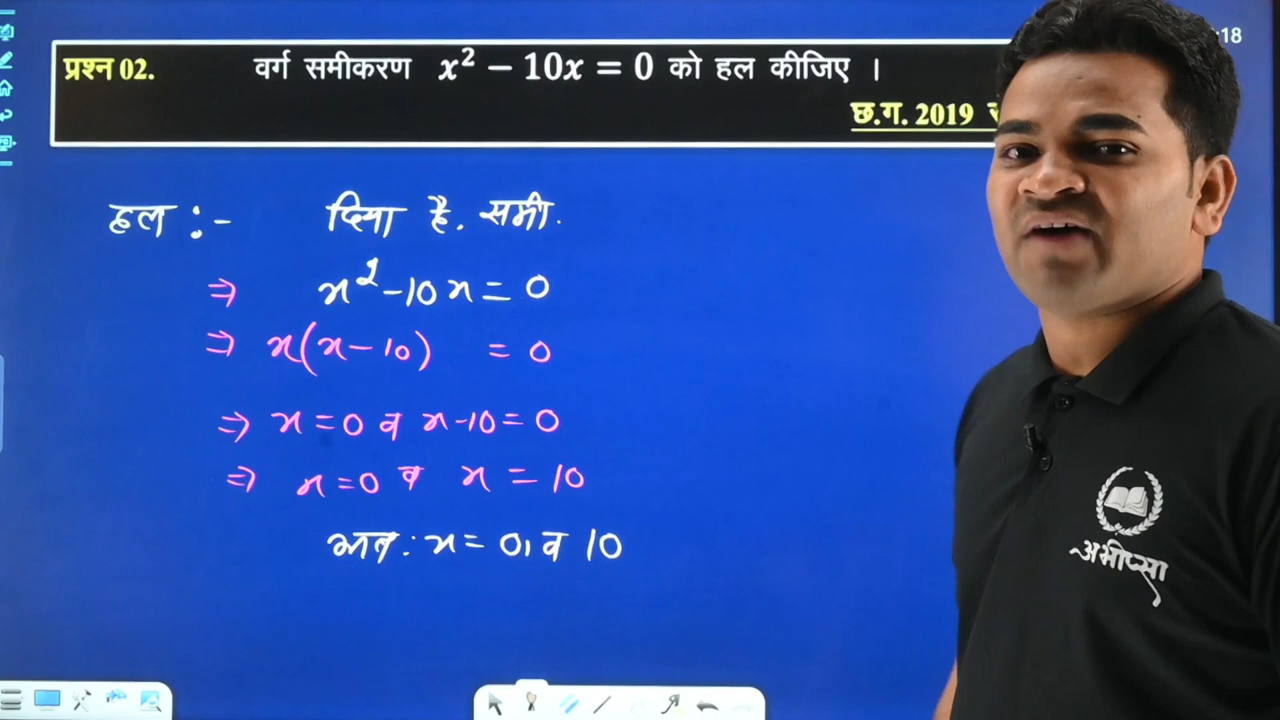 :18
प्रश्न 02. वर्ग समीकरण x² − 10x = 0 को हल कीजिए ।
छ.ग. 2019
हल :- दिया है. समी.
⇒ x² - 10x = 0
⇒ x(x - 10) = 0
⇒ x = 0 व x - 10 = 0
⇒ x = 0 व x = 10
अतः x = 0, व 10
अभीप्सा